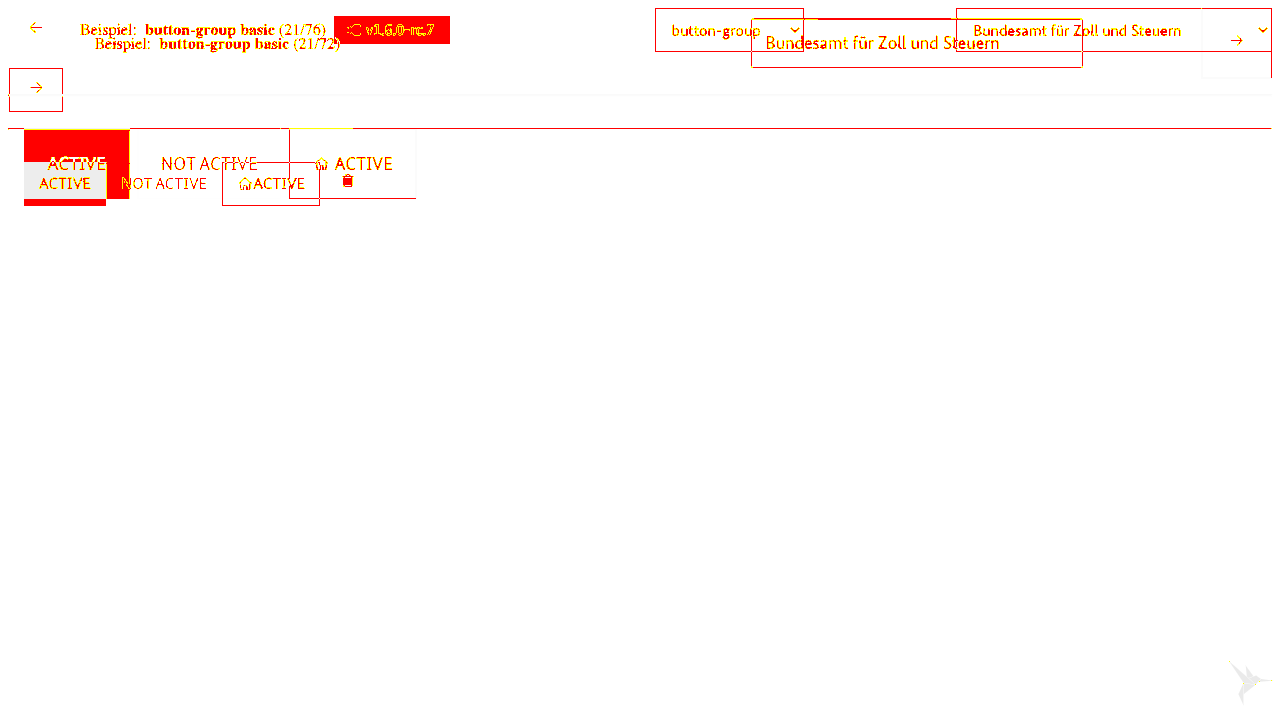 Beispiel: button-group basic (21/76) v1.6.0-rc.7 button-group Bundesamt für Zoll und Steuern
Beispiel: button-group basic (21/72) Bundesamt für Zoll und Steuern
ACTIVE NOT ACTIVE ACTIVE
ACTIVE NOT ACTIVE ACTIVE